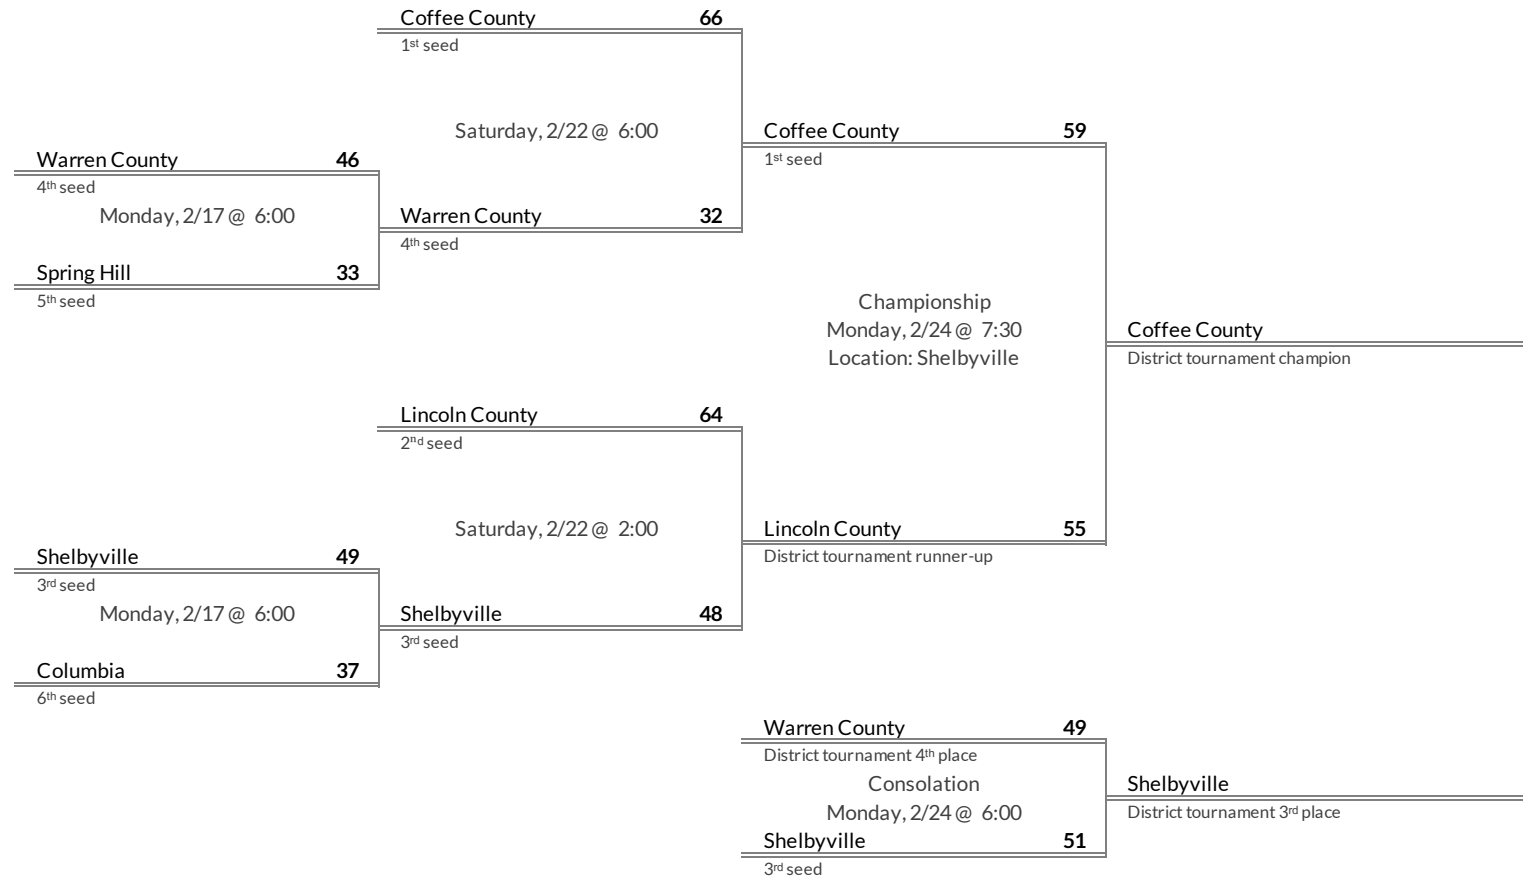 Coffee County 66
1st seed
Saturday, 2/22 @ 6:00
Coffee County 59
1st seed
Warren County 46
4th seed
Monday, 2/17 @ 6:00
Warren County 32
4th seed
Spring Hill 33
5th seed
Championship
Monday, 2/24 @ 7:30
Location: Shelbyville
Coffee County
District tournament champion
Lincoln County 64
2nd seed
Saturday, 2/22 @ 2:00
Lincoln County 55
District tournament runner-up
Shelbyville 49
3rd seed
Monday, 2/17 @ 6:00
Shelbyville 48
3rd seed
Columbia 37
6th seed
Warren County 49
District tournament 4th place
Consolation
Monday, 2/24 @ 6:00
Shelbyville
District tournament 3rd place
Shelbyville 51
3rd seed